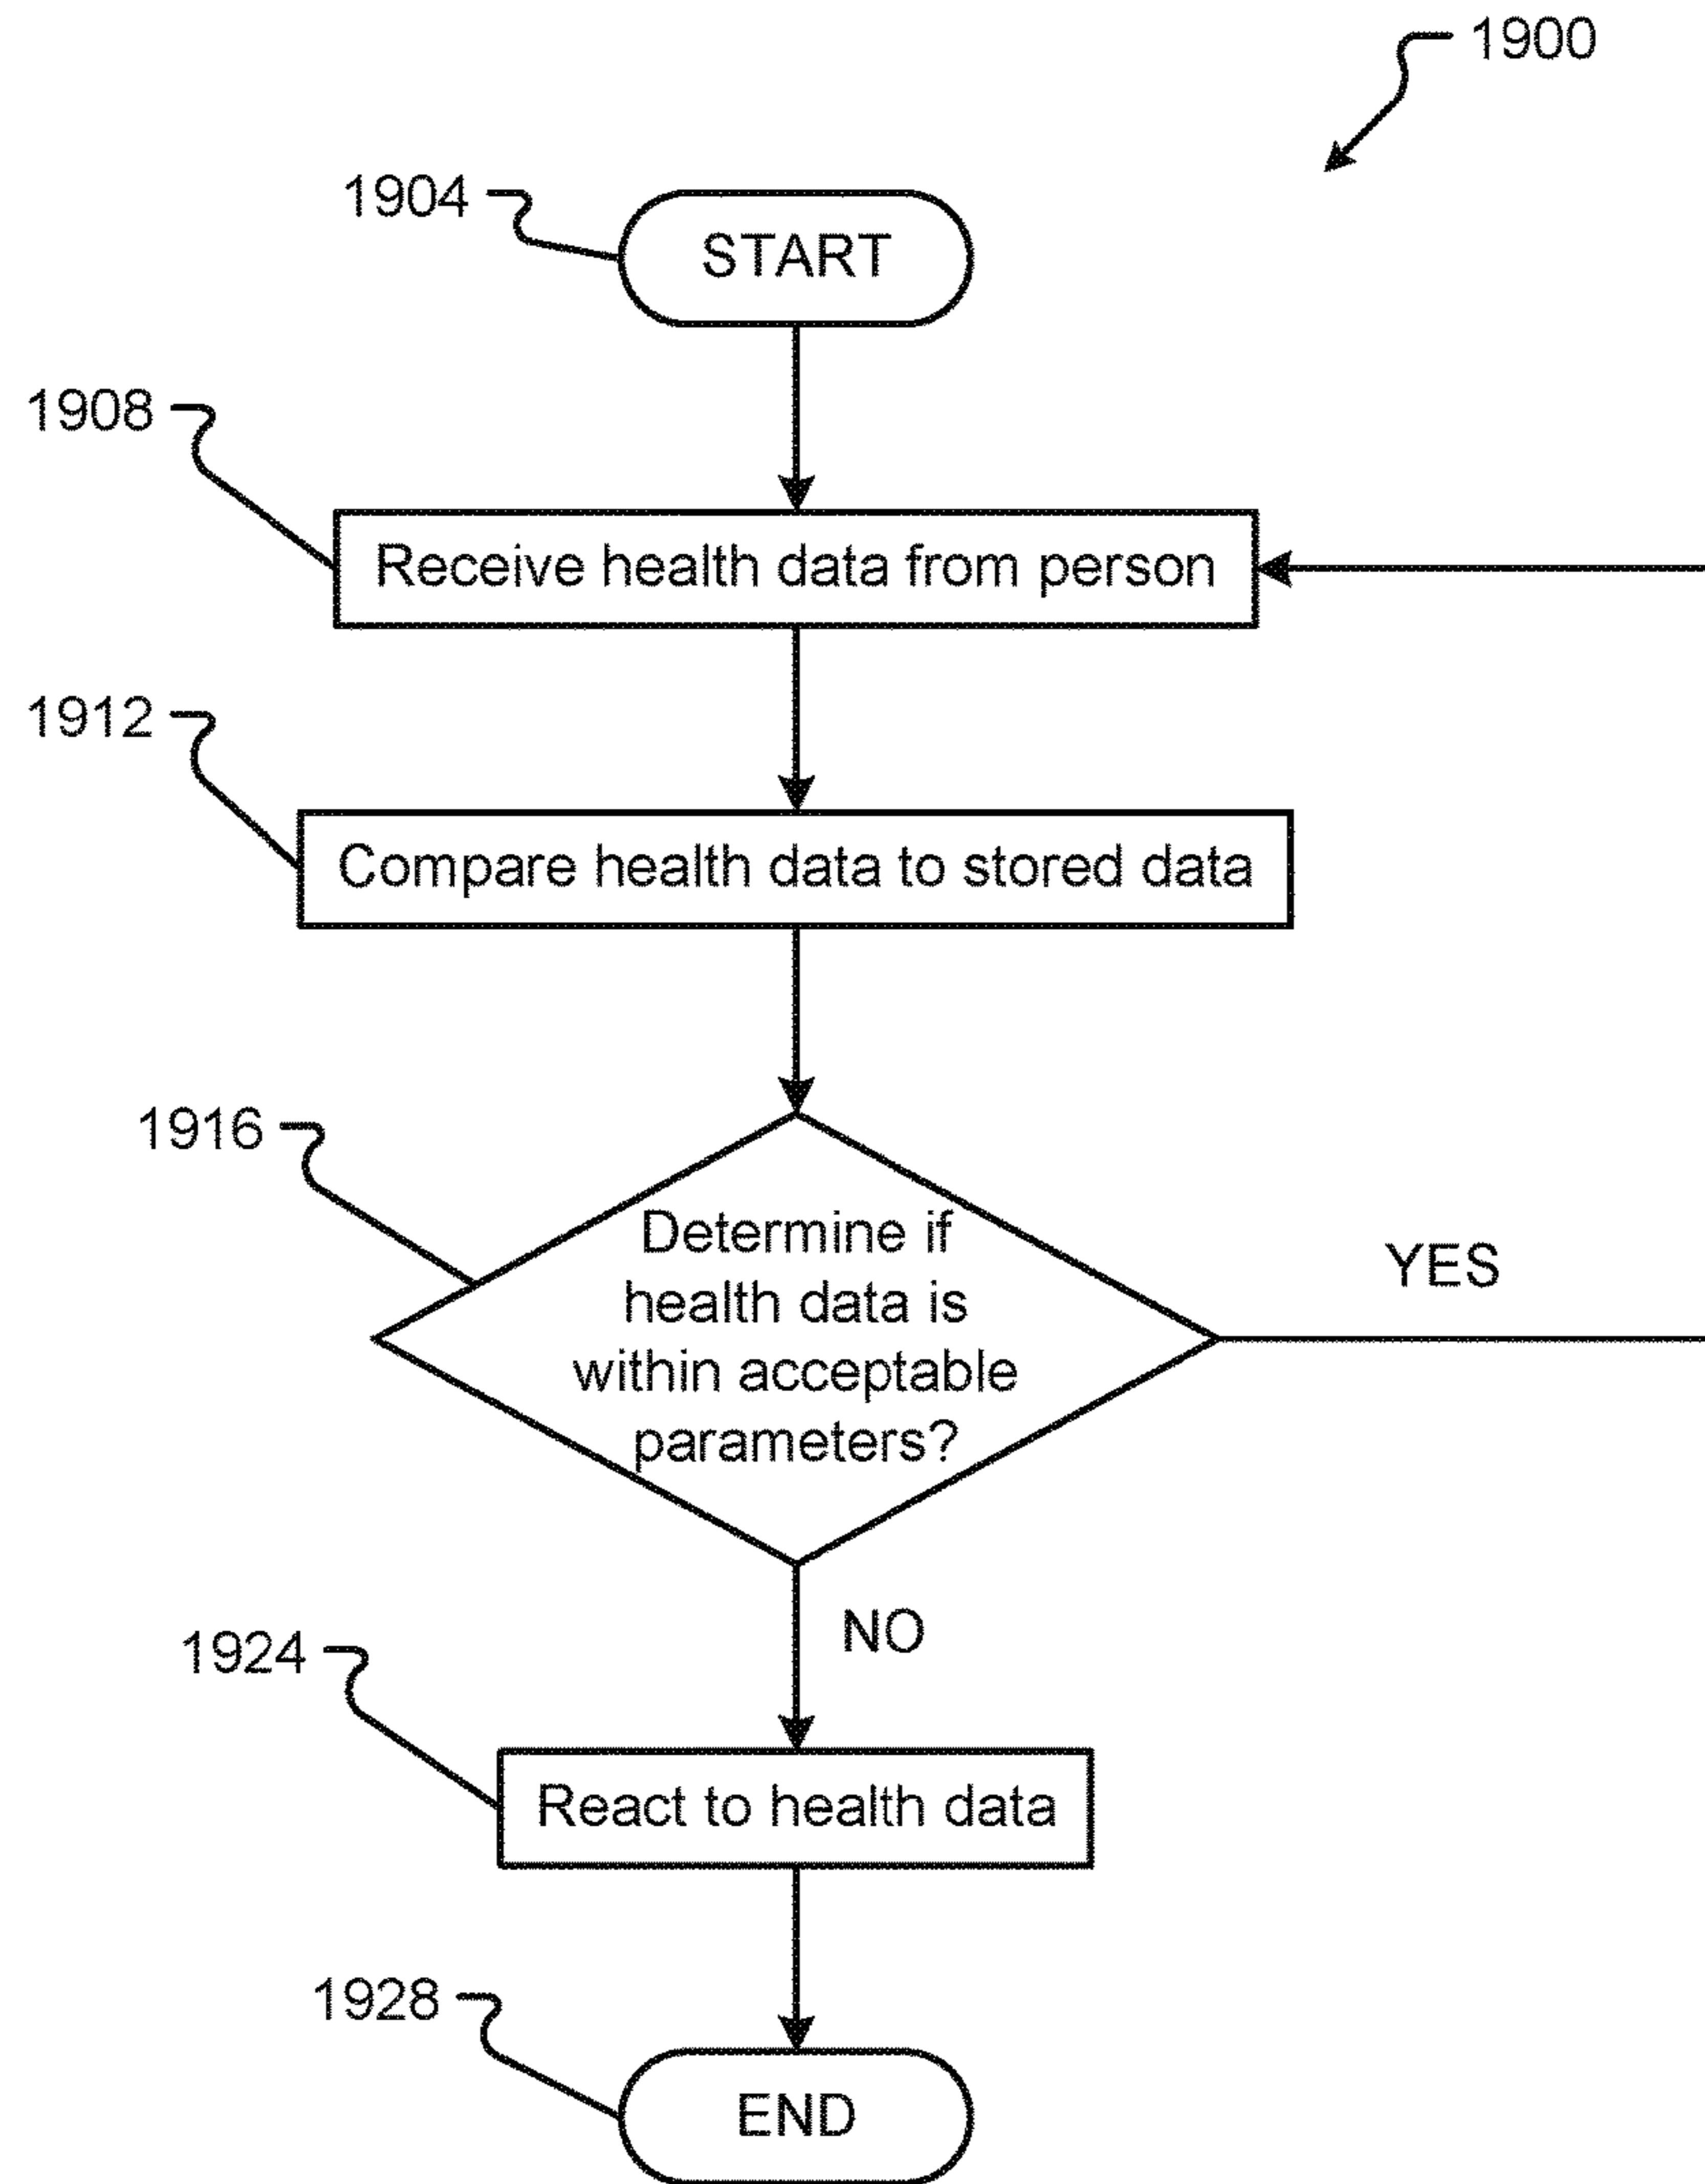 1900
1904
START
1908
Receive health data from person
1912
Compare health data to stored data
1916
Determine if
health data is
within acceptable
parameters?
YES
NO
1924
React to health data
1928
END